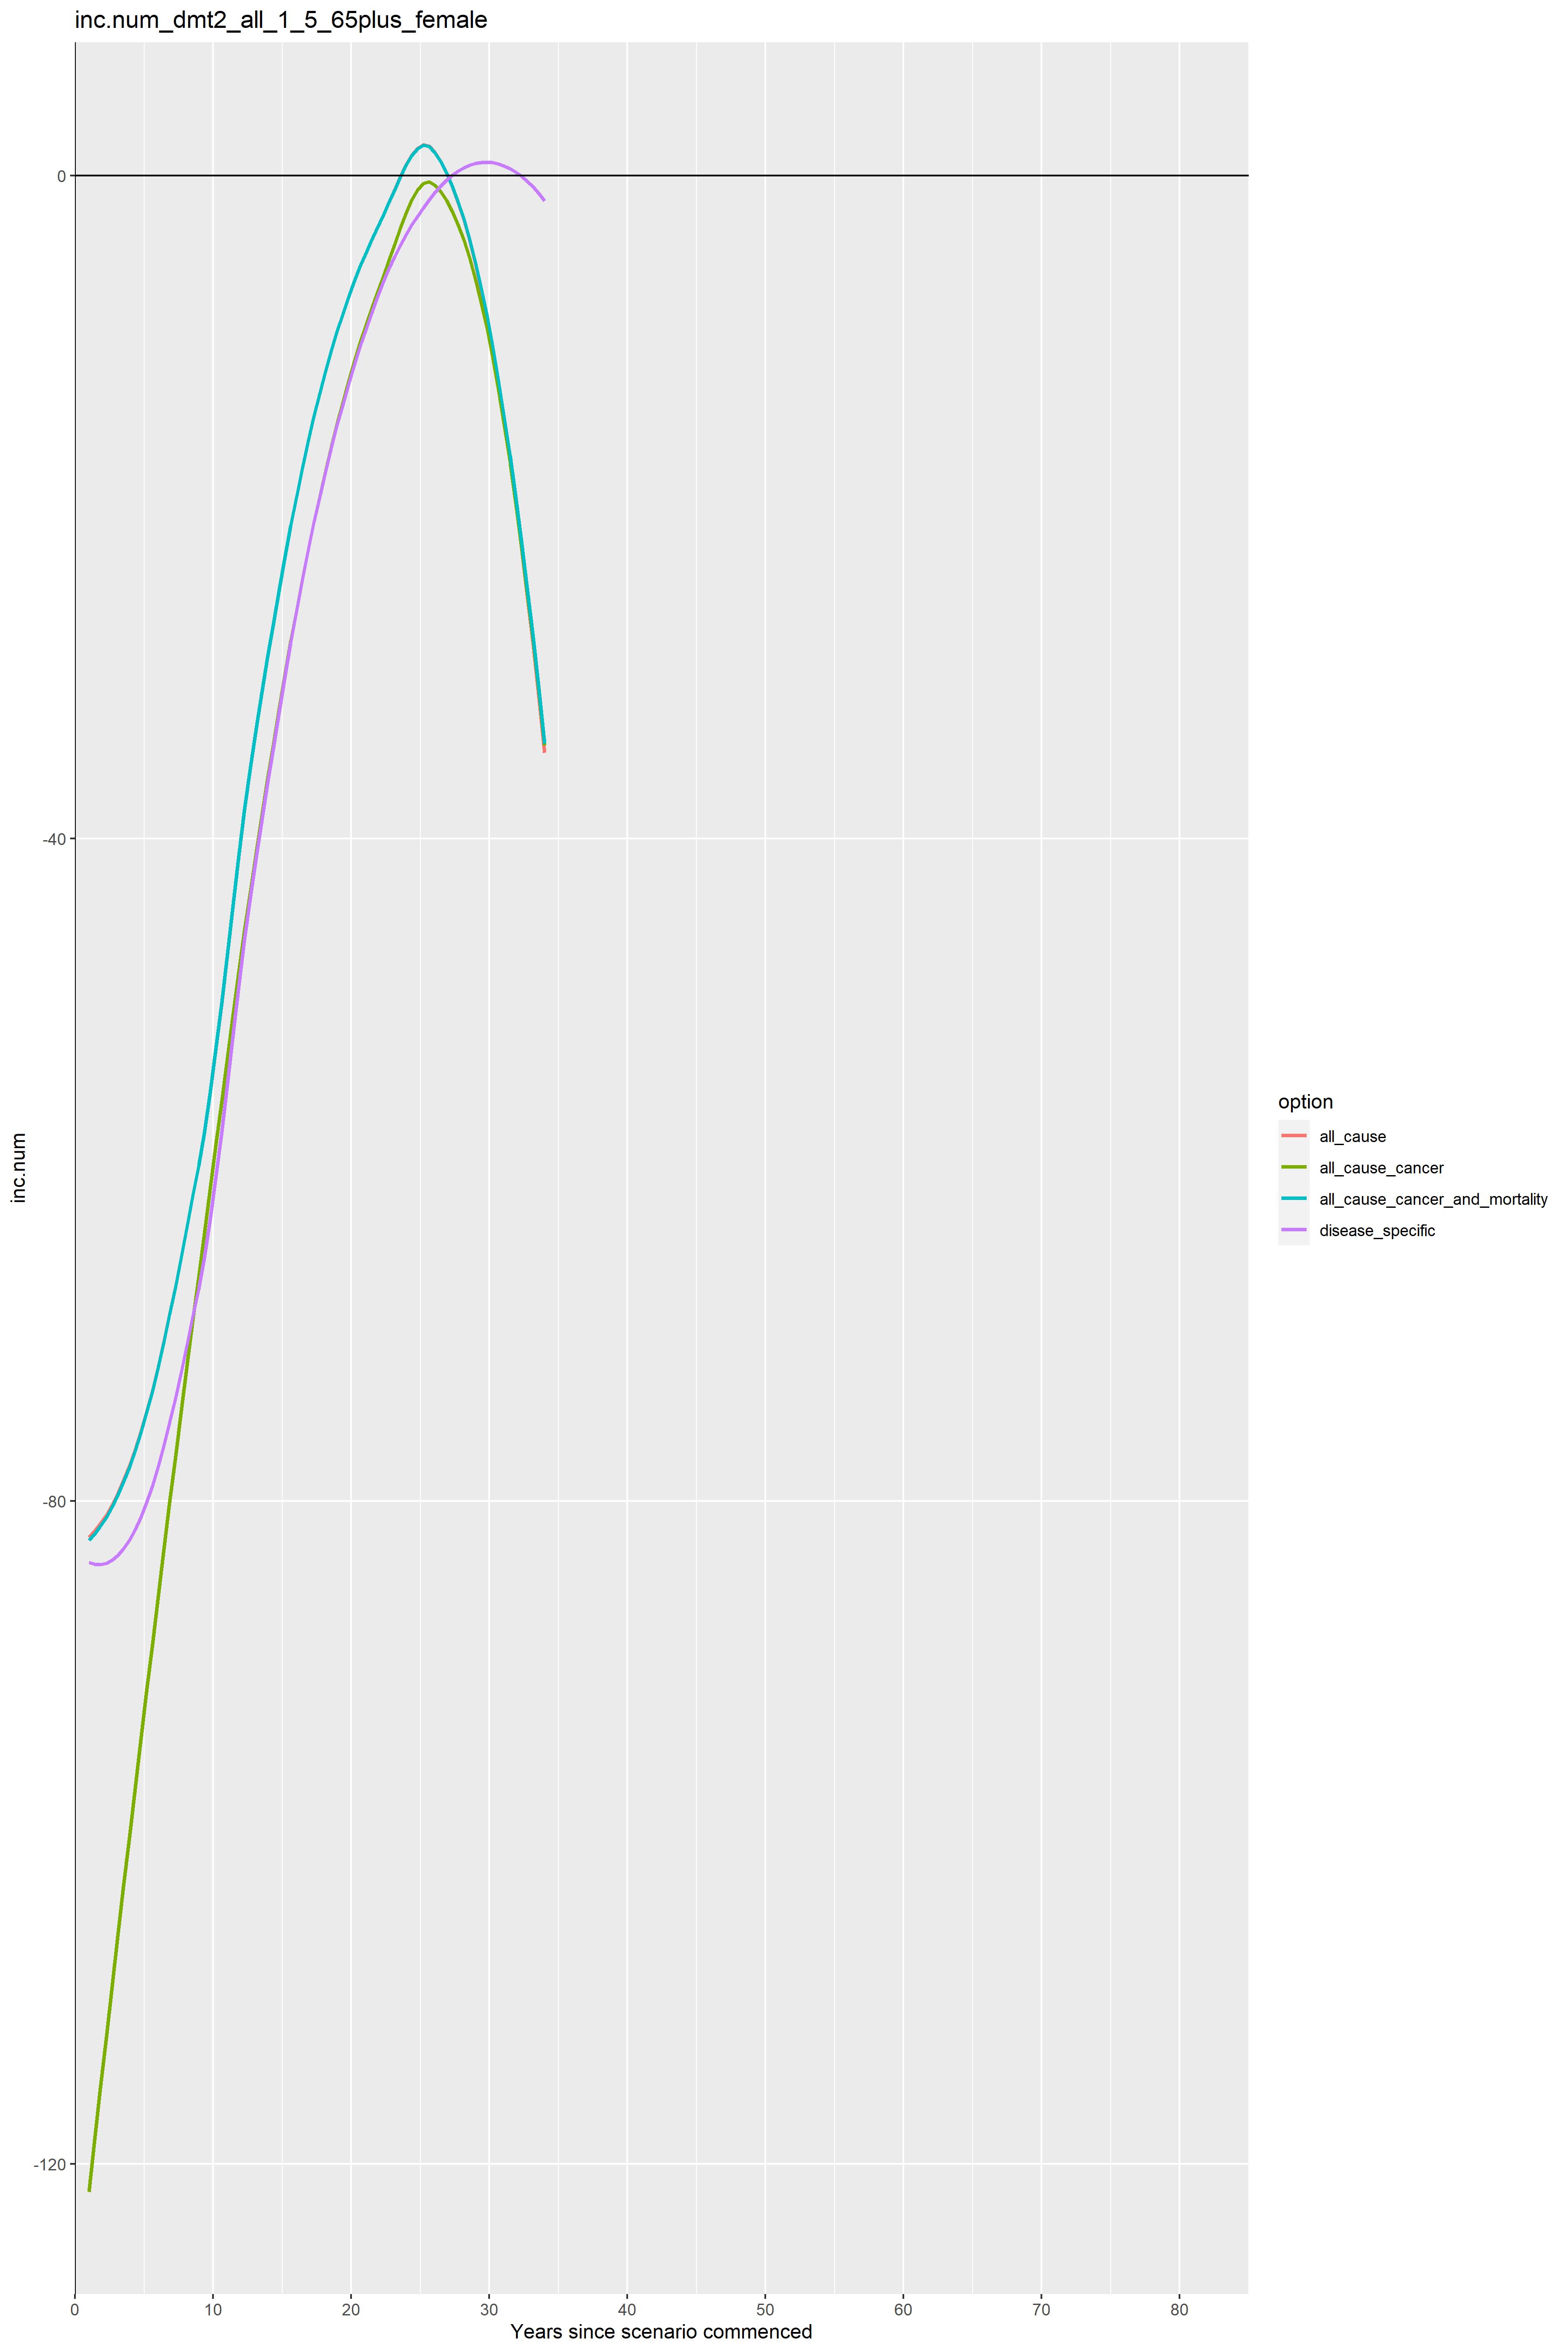 inc.num_dmt2_all_1_5_65plus_female
0
-40
-80
-120
inc.num
0 10 20 30 40 50 60 70 80
Years since scenario commenced
option
all_cause
all_cause_cancer
all_cause_cancer_and_mortality
disease_specific